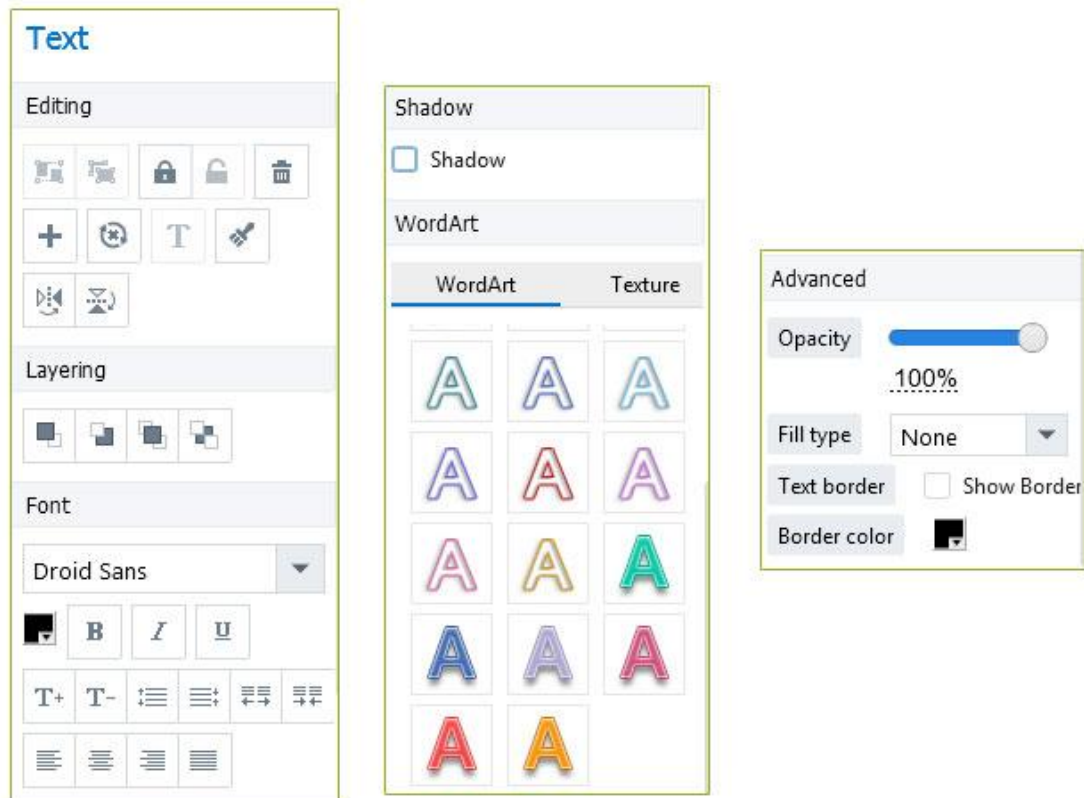 Text
Editing
T
Layering
Font
Droid Sans
B I U
T+ T-
Shadow
Shadow
WordArt
WordArt Texture
A A A
A A A
A A A
A A A
A A
Advanced
Opacity
100%
Fill type None
Text border Show Border
Border color